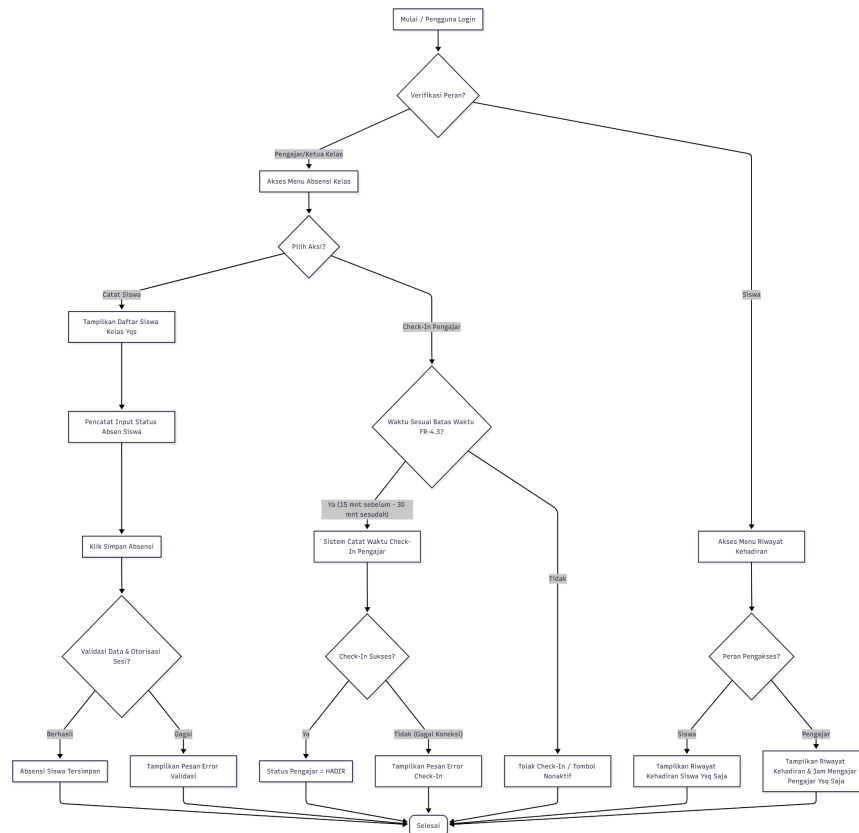 Mulai / Pengguna Login
Verifikasi Peran?
Pengajar/Ketua Kelas
Akses Menu Absensi Kelas
Pilih Aksi?
Catat Siswa
Siswa
Tampilkan Daftar Siswa
Kelas Yqs
Check-In Pengajar
Pencatat Input Status
Absen Siswa
Waktu Sesuai Batas Waktu
FR-4.3?
Ya (15 mnt sebelum - 30
mnt sesudah)
Klik Simpan Absensi
Sistem Catat Waktu Check-
In Pengajar
Akses Menu Riwayat
Kehadiran
Tidak
Validasi Data & Otorisasi
Sesi?
Check-In Sukses?
Peran Pengakses?
Berhasil
Gagal
Ya
Tidak (Gagal Koneksi)
Siswa
Pengajar
Absensi Siswa Tersimpan
Tampilkan Pesan Error
Validasi
Status Pengajar = HADIR
Tampilkan Pesan Error
Check-In
Tolak Check-In / Tombol
Nonaktif
Tampilkan Riwayat
Kehadiran Siswa Ysq Saja
Tampilkan Riwayat
Kehadiran & Jam Mengajar
Pengajar Ysq Saja
Selesai